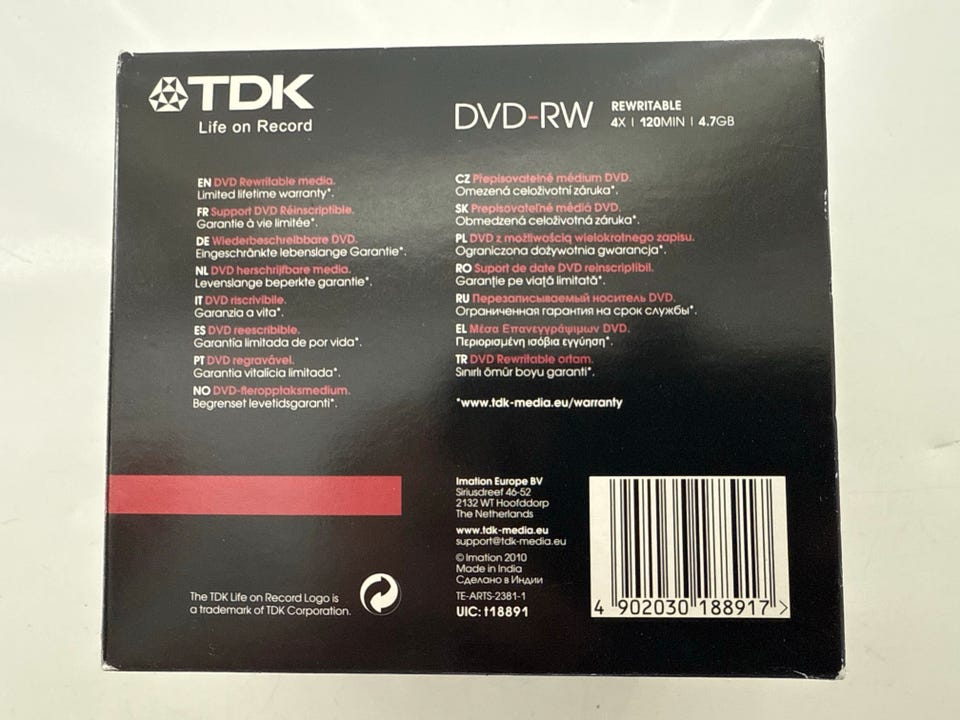 TDK
Life on Record
DVD-RW
REWRITABLE
4X | 120MIN | 4.7GB
EN DVD Rewritable media.
Limited lifetime warranty*.
FR Support DVD Réinscriptible.
Garantie à vie limitée*.
DE Wiederbeschreibbare DVD.
Eingeschränkte lebenslange Garantie*.
NL DVD herschrijfbare media.
Levenslange beperkte garantie*.
IT DVD riscrivibile.
Garanzia a vita*.
ES DVD reescribible.
Garantía limitada de por vida*.
PT DVD regravável.
Garantia vitalícia limitada*.
NO DVD-fleropptaksmedium.
Begrenset levetidsgaranti*.
CZ Přepisovatelné médium DVD.
Omezená celoživotní záruka*.
SK Prepisovateľné médiá DVD.
Obmedzená celoživotná záruka*.
PL DVD z możliwością wielokrotnego zapisu.
Ograniczona dożywotnia gwarancja*.
RO Suport de date DVD reinscriptibil.
Garanţie pe viaţă limitată*.
RU Перезаписываемый носитель DVD.
Ограниченная гарантия на срок службы*.
EL Μέσα Επανεγγράψιμων DVD.
Περιορισμένη ισόβια εγγύηση*.
TR DVD Rewritable ortam.
Sınırlı ömür boyu garanti*.
*www.tdk-media.eu/warranty
Imation Europe BV
Siriusdreef 46-52
2132 WT Hoofddorp
The Netherlands
www.tdk-media.eu
support@tdk-media.eu
© Imation 2010
Made in India
Сделано в Индии
TE-ARTS-2381-1
UIC: t18891
The TDK Life on Record Logo is
a trademark of TDK Corporation.
4 902030 188917 >